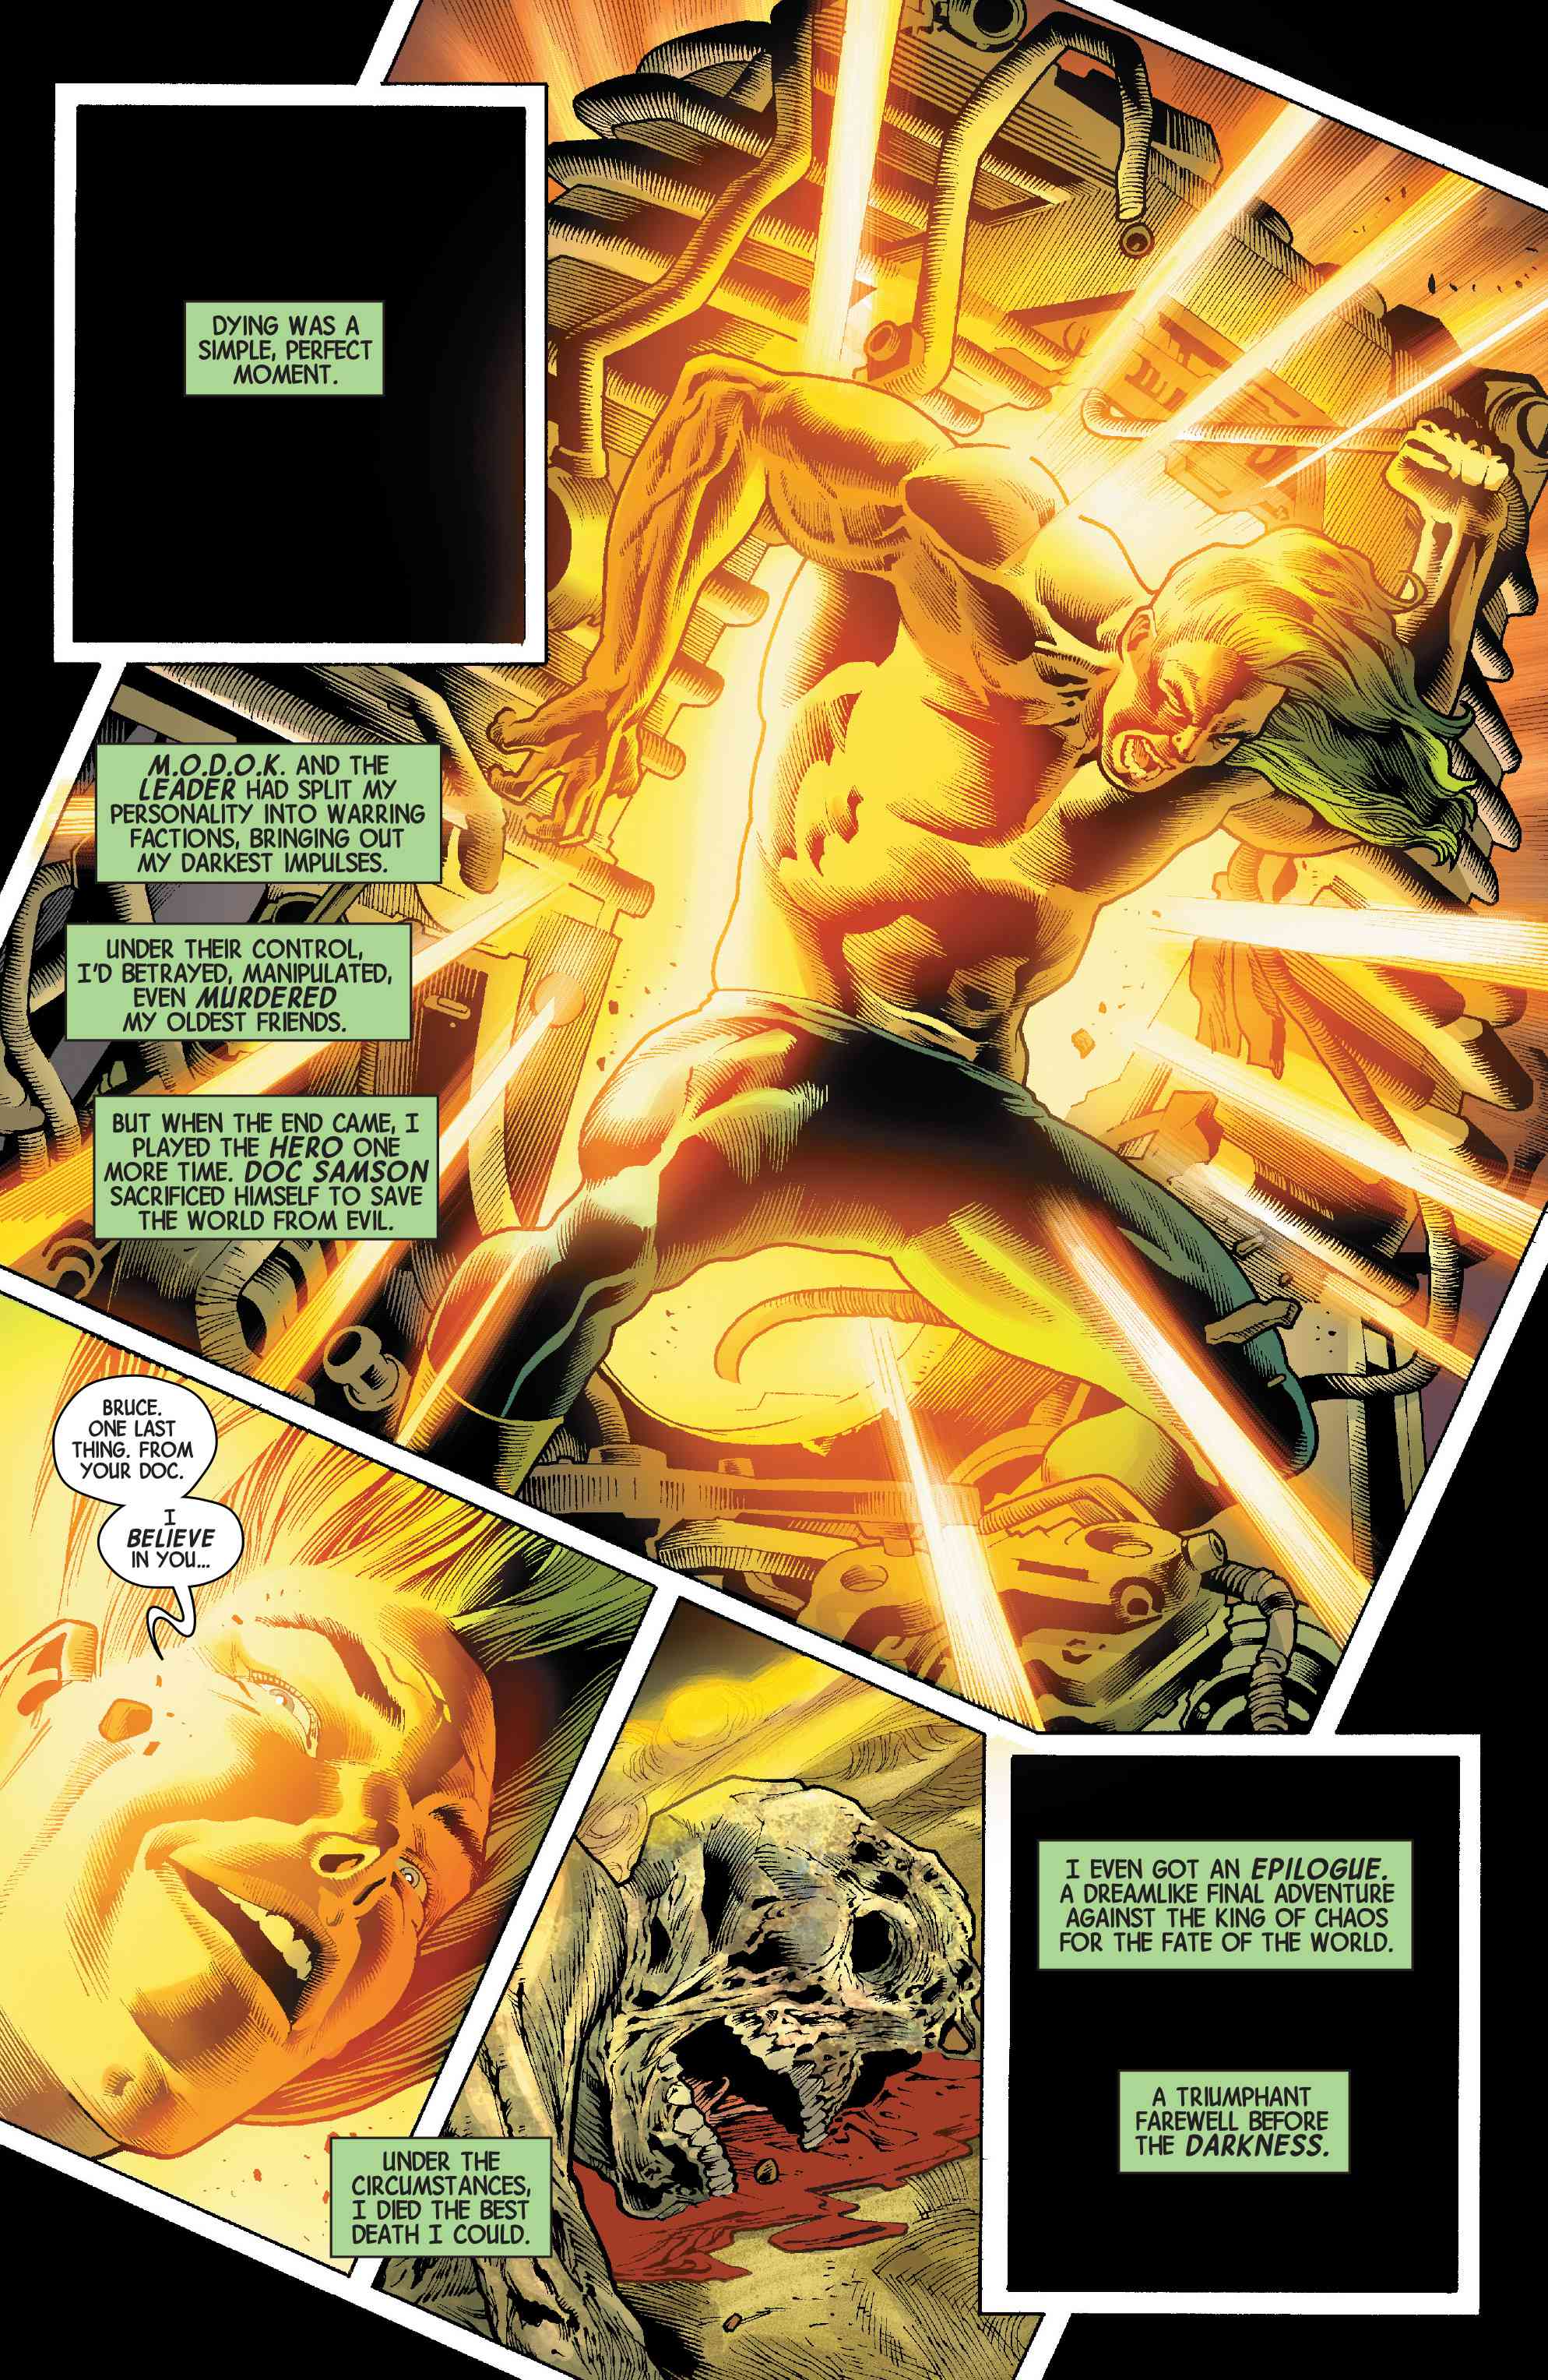 DYING WAS A
SIMPLE, PERFECT
MOMENT.
M.O.D.O.K. AND THE
LEADER HAD SPLIT MY
PERSONALITY INTO WARRING
FACTIONS, BRINGING OUT
MY DARKEST IMPULSES.
UNDER THEIR CONTROL,
I'D BETRAYED, MANIPULATED,
EVEN MURDERED
MY OLDEST FRIENDS.
BUT WHEN THE END CAME, I
PLAYED THE HERO ONE
MORE TIME. DOC SAMSON
SACRIFICED HIMSELF TO SAVE
THE WORLD FROM EVIL.
BRUCE.
ONE LAST
THING. FROM
YOUR DOC.
I
BELIEVE
IN YOU...
UNDER THE
CIRCUMSTANCES,
I DIED THE BEST
DEATH I COULD.
I EVEN GOT AN EPILOGUE.
A DREAMLIKE FINAL ADVENTURE
AGAINST THE KING OF CHAOS
FOR THE FATE OF THE WORLD.
A TRIUMPHANT
FAREWELL BEFORE
THE DARKNESS.